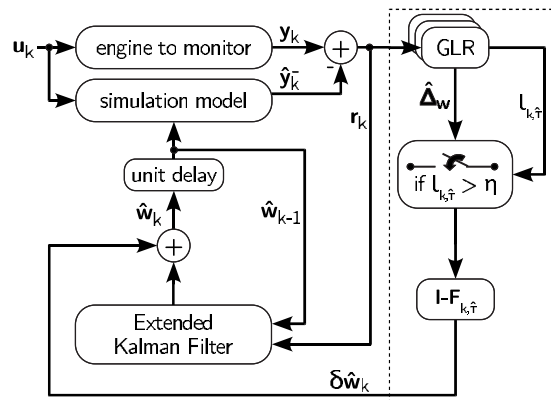 u_k
engine to monitor
y_k
+
-
GLR
simulation model
ŷ_k^-
r_k
Δ̂_w
l_{k,τ̂}
unit delay
if l_{k,τ̂} > η
ŵ_k
ŵ_{k-1}
+
I-F_{k,τ̂}
Extended
Kalman Filter
δŵ_k